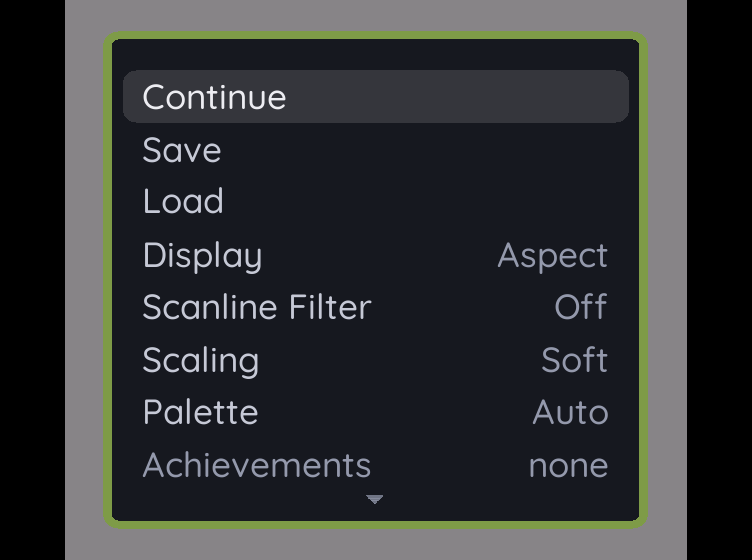 Continue
Save
Load
Display Aspect
Scanline Filter Off
Scaling Soft
Palette Auto
Achievements none